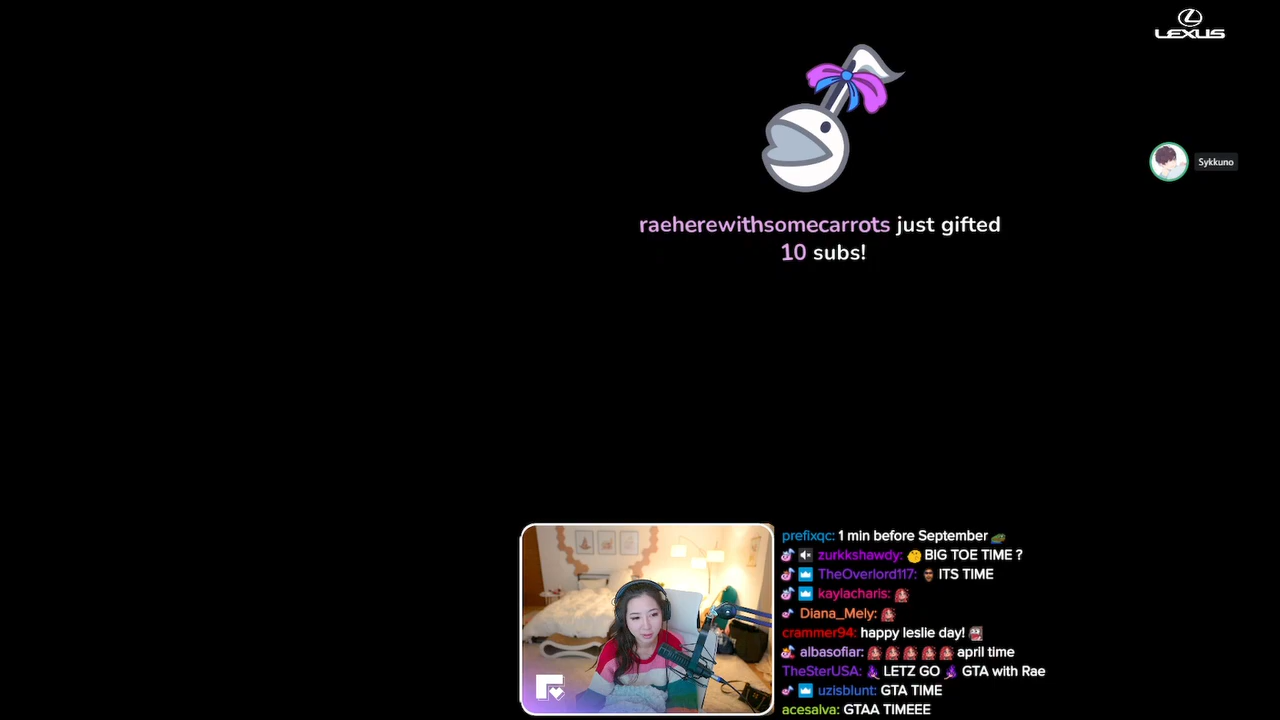 LEXUS
Sykkuno
raeherewithsomecarrots just gifted
10 subs!
prefixqc: 1 min before September
zurkkshawdy: BIG TOE TIME ?
TheOverlord117: ITS TIME
kaylacharis:
Diana_Mely:
crammer94: happy leslie day!
albasofiar: april time
TheSterUSA: LETZ GO GTA with Rae
uzisblunt: GTA TIME
acesalva: GTAA TIMEEE